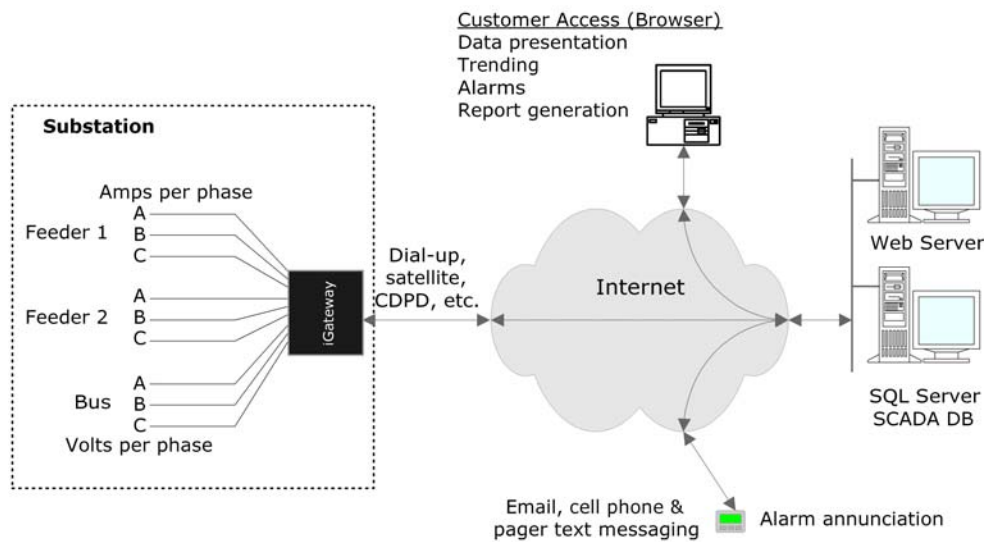 Customer Access (Browser)
Data presentation
Trending
Alarms
Report generation
Substation
Amps per phase
A
Feeder 1 B
C
A
Feeder 2 B
C
A
Bus B
C
Volts per phase
iGateway
Dial-up,
satellite,
CDPD, etc.
Internet
Web Server
SQL Server
SCADA DB
Email, cell phone &
pager text messaging
Alarm annunciation